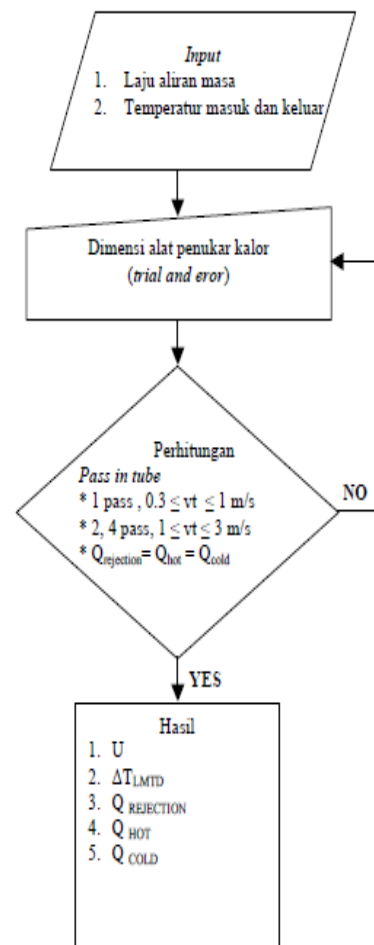 Input
1. Laju aliran masa
2. Temperatur masuk dan keluar
Dimensi alat penukar kalor
(trial and eror)
Perhitungan
Pass in tube
* 1 pass , 0.3 ≤ vt ≤ 1 m/s
* 2, 4 pass, 1 ≤ vt ≤ 3 m/s
* Qrejection= Qhot = Qcold
NO
YES
Hasil
1. U
2. ΔTLMTD
3. Q REJECTION
4. Q HOT
5. Q COLD